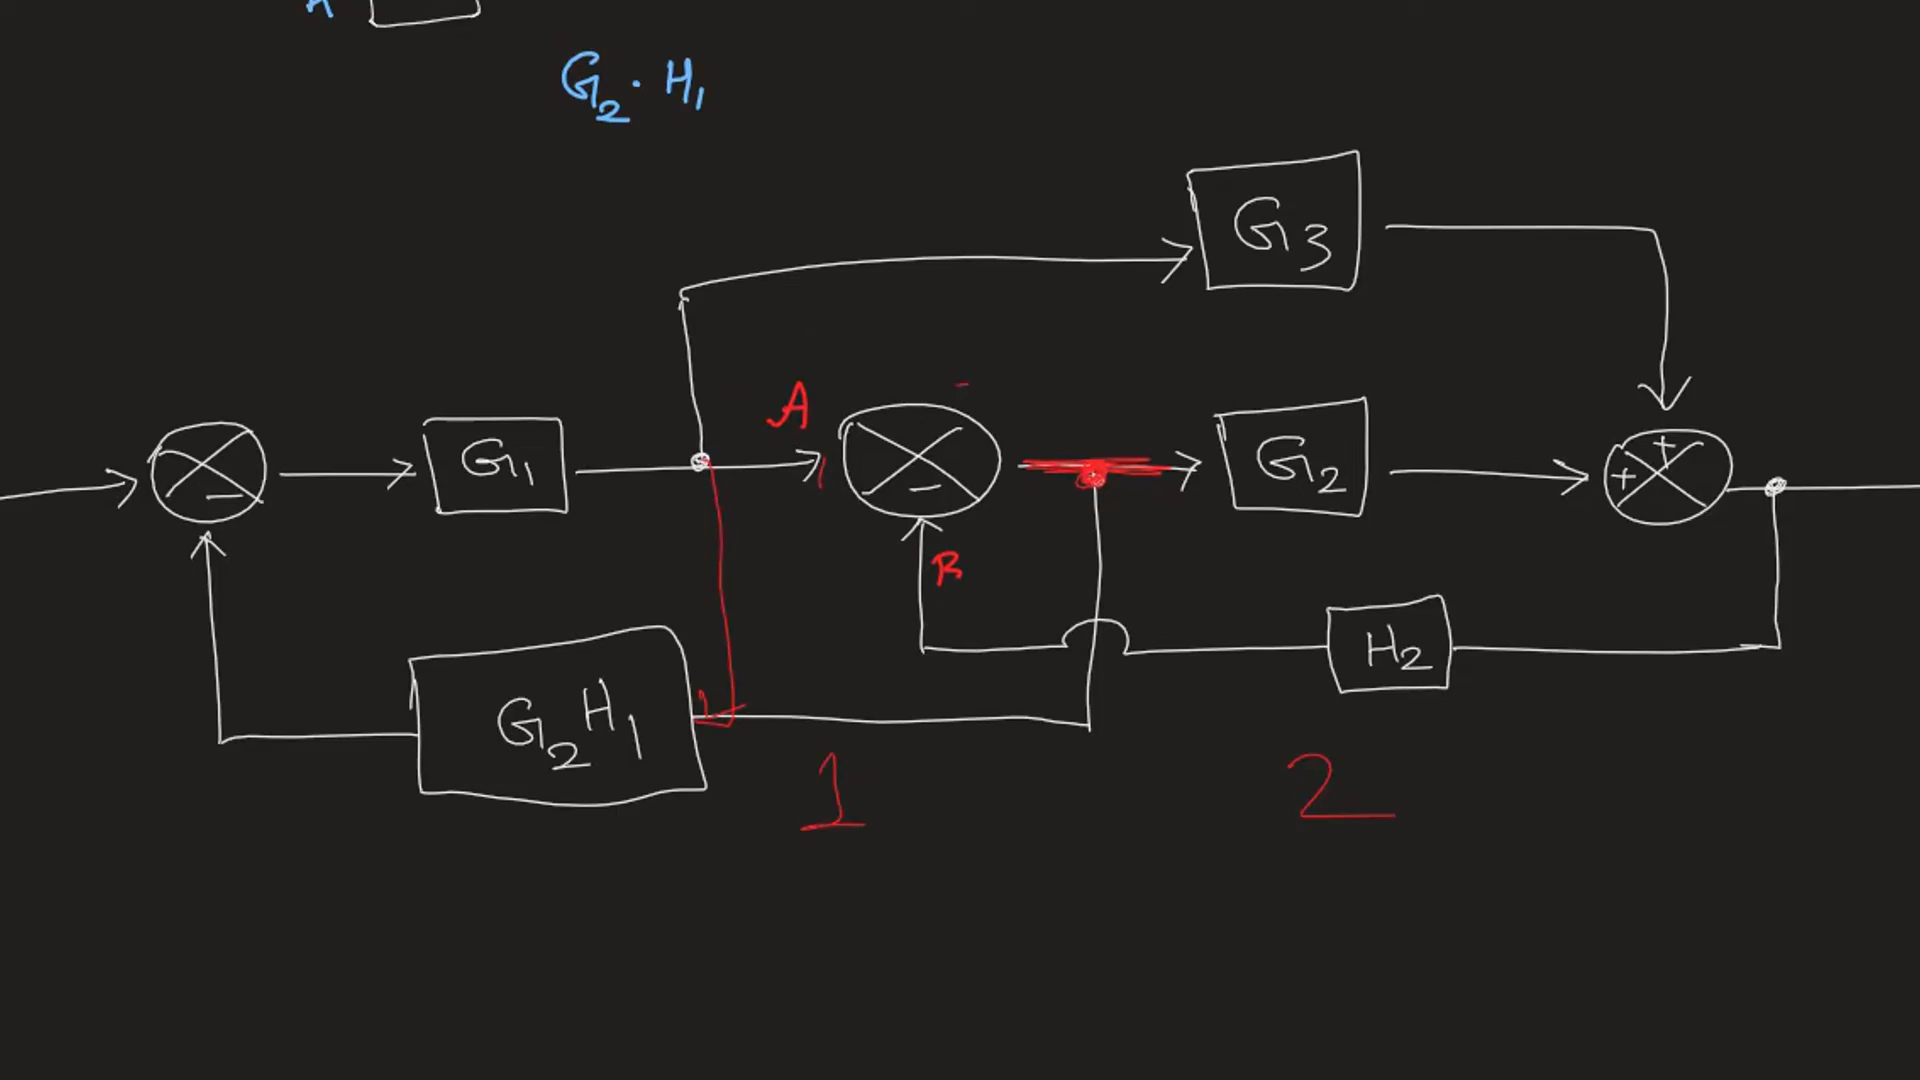 G₂ · H₁
G₃
A
G₁
-
G₂
+
+
-
B
H₂
G₂H₁
1
2